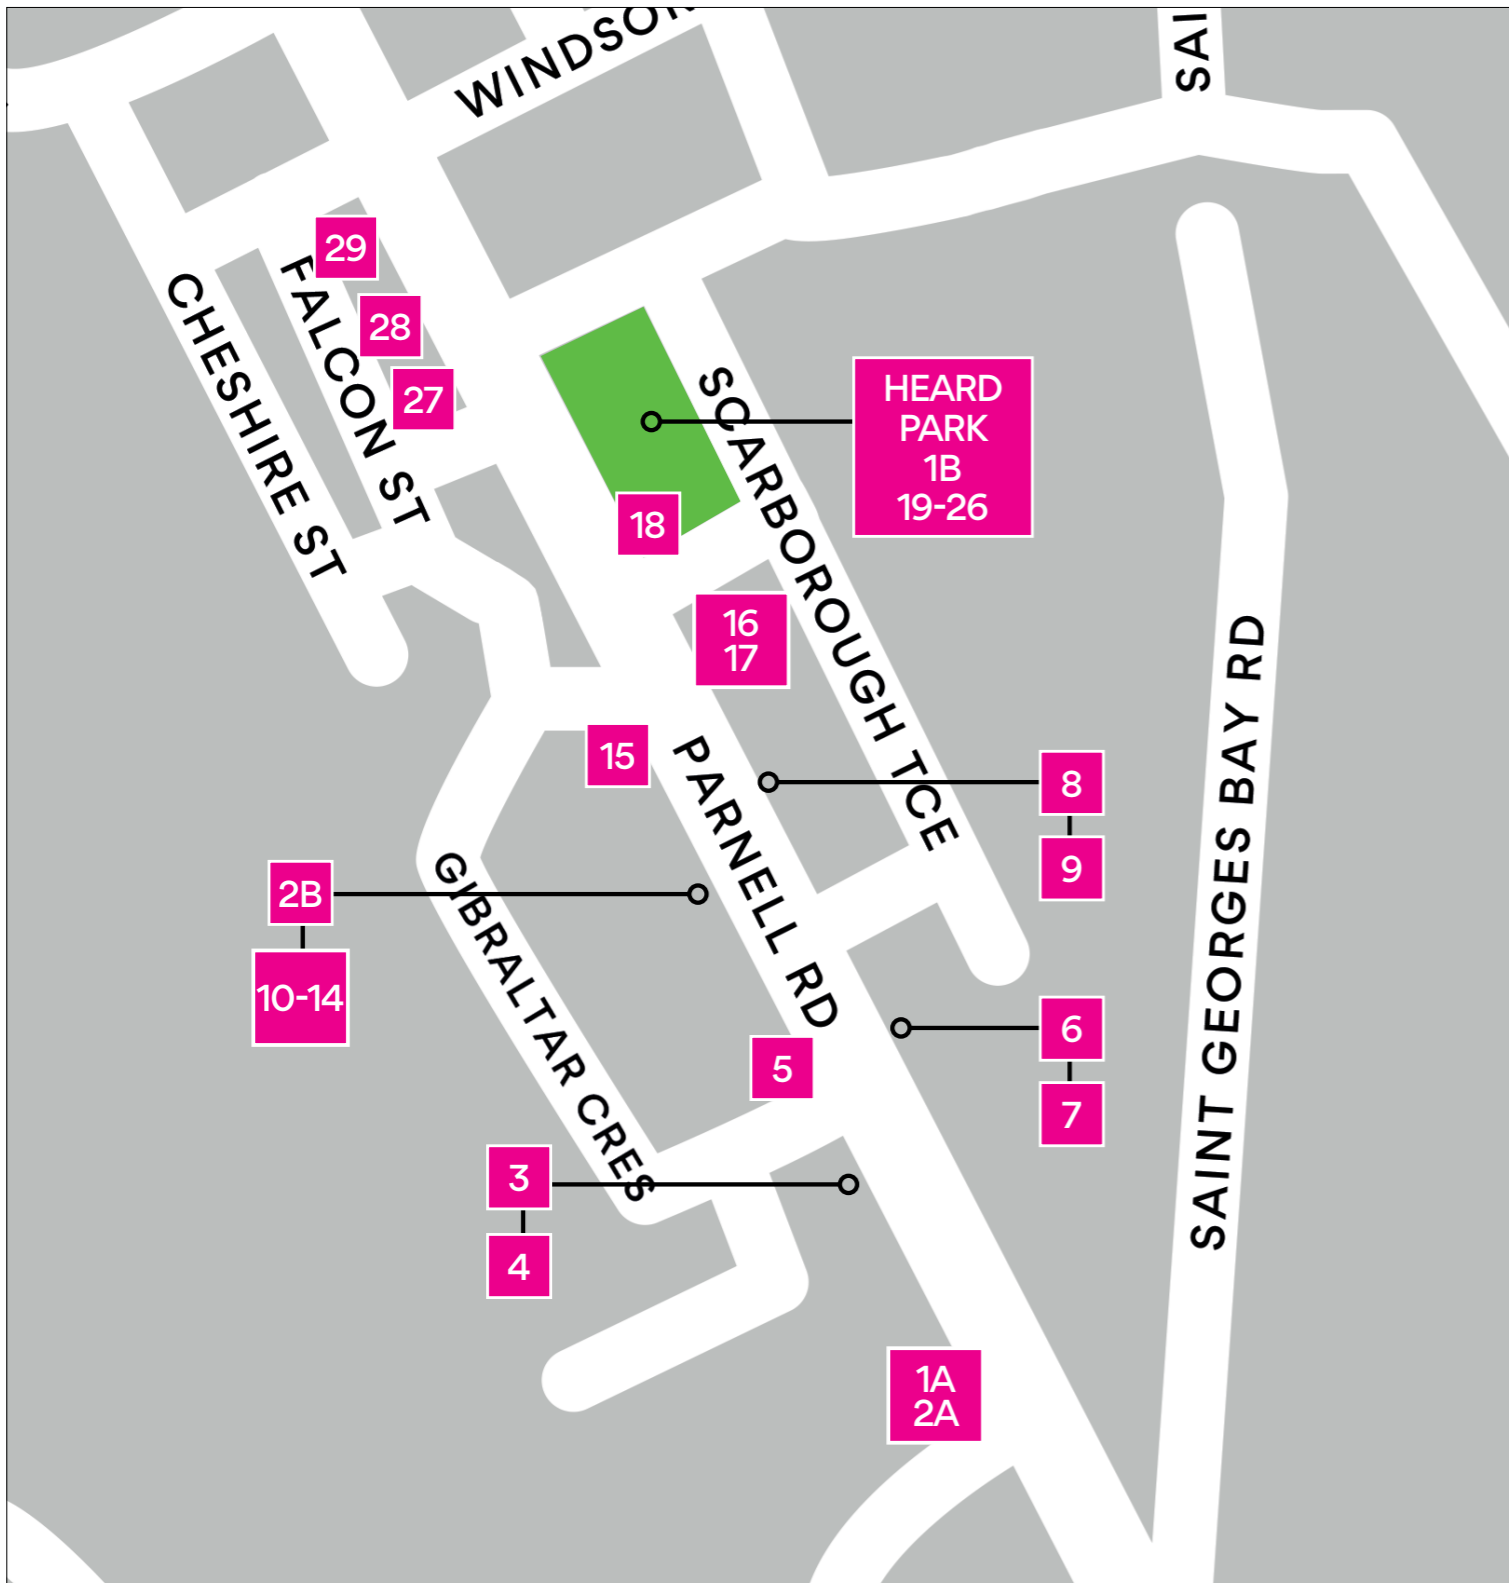 WINDSOR
SAI
29
FALCON ST
CHESHIRE ST
28
27
SCARBOROUGH TCE
HEARD
PARK
1B
19-26
18
16
17
15
PARNELL RD
8
9
SAINT GEORGES BAY RD
2B
10-14
GIBRALTAR CRES
6
7
5
3
4
1A
2A